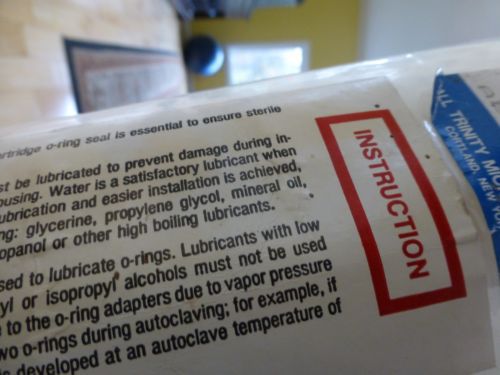 artridge o-ring seal is essential to ensure sterile
st be lubricated to prevent damage during in-
ousing. Water is a satisfactory lubricant when
ubrication and easier installation is achieved,
ng: glycerine, propylene glycol, mineral oil,
opanol or other high boiling lubricants.
sed to lubricate o-rings. Lubricants with low
yl or isopropyl alcohols must not be used
e to the o-ring adapters due to vapor pressure
wo o-rings during autoclaving; for example, if
is developed at an autoclave temperature of
INSTRUCTION
ALL TRINITY MIC
CORTLAND, NEW Y